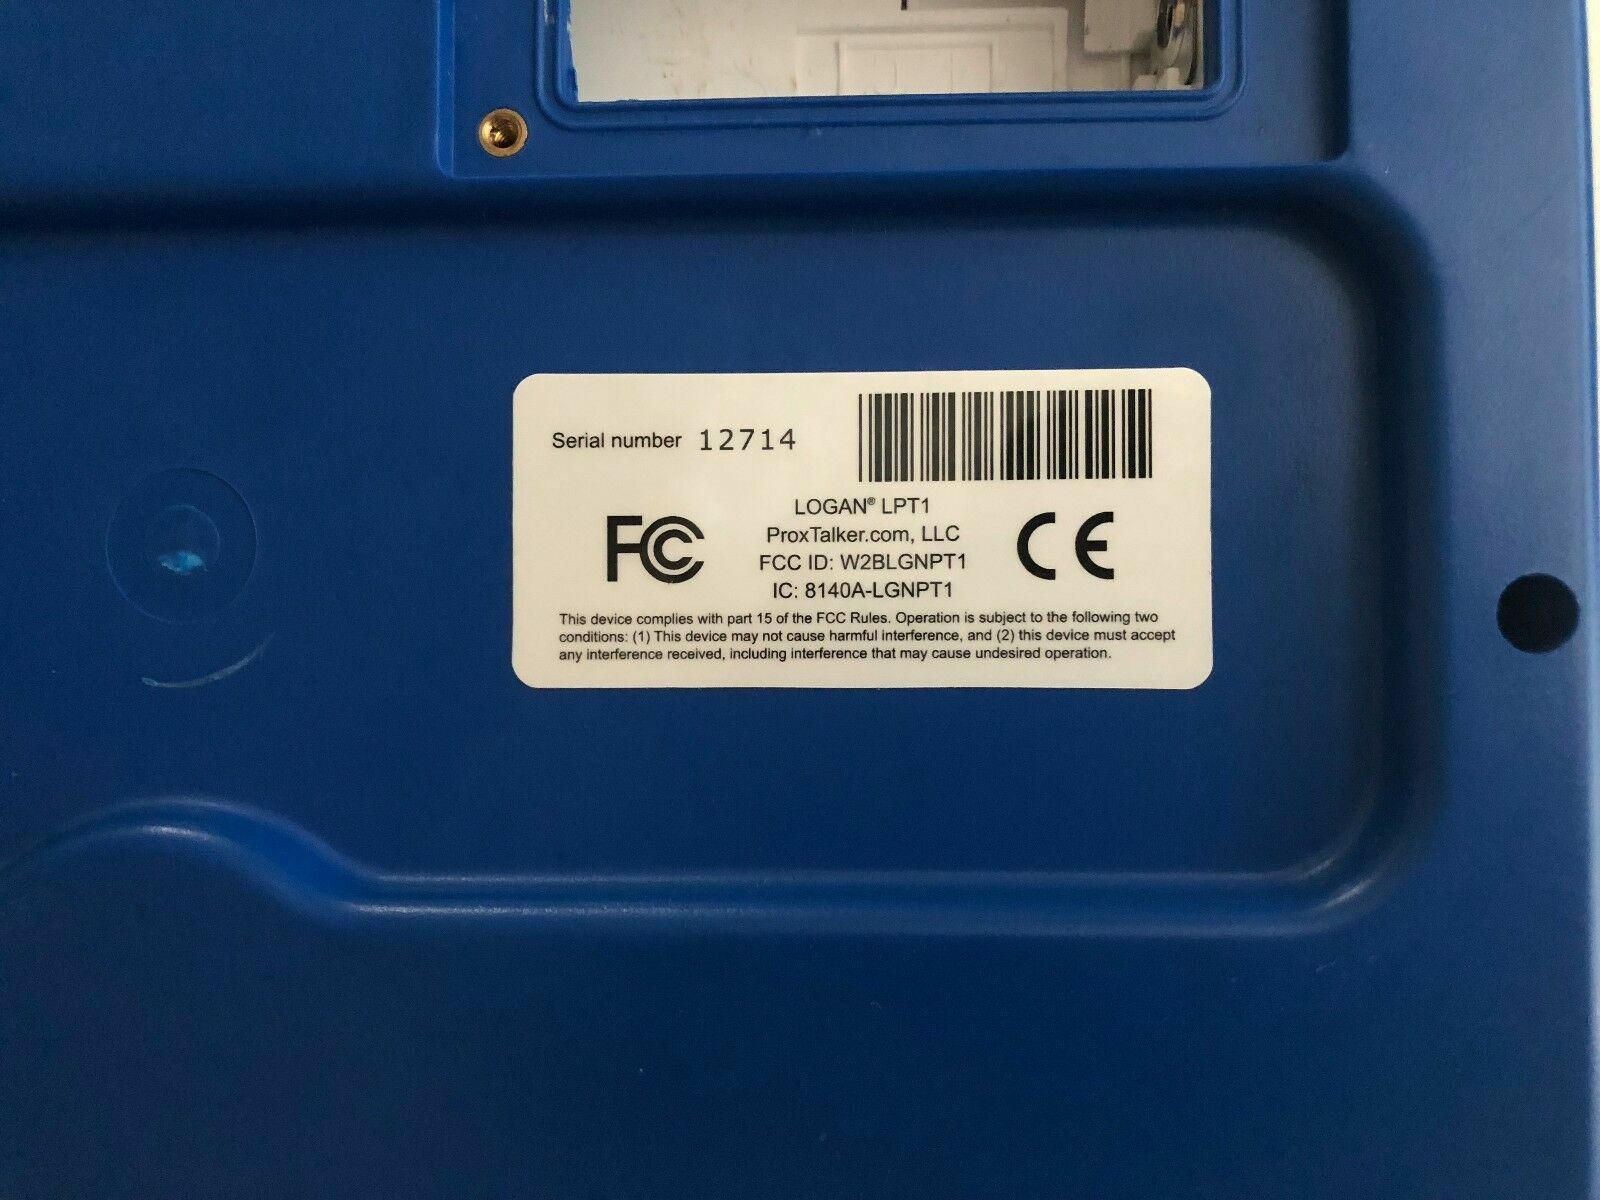 Serial number 12714
LOGAN® LPT1
ProxTalker.com, LLC
FCC ID: W2BLGNPT1
IC: 8140A-LGNPT1
FC CE
This device complies with part 15 of the FCC Rules. Operation is subject to the following two
conditions: (1) This device may not cause harmful interference, and (2) this device must accept
any interference received, including interference that may cause undesired operation.